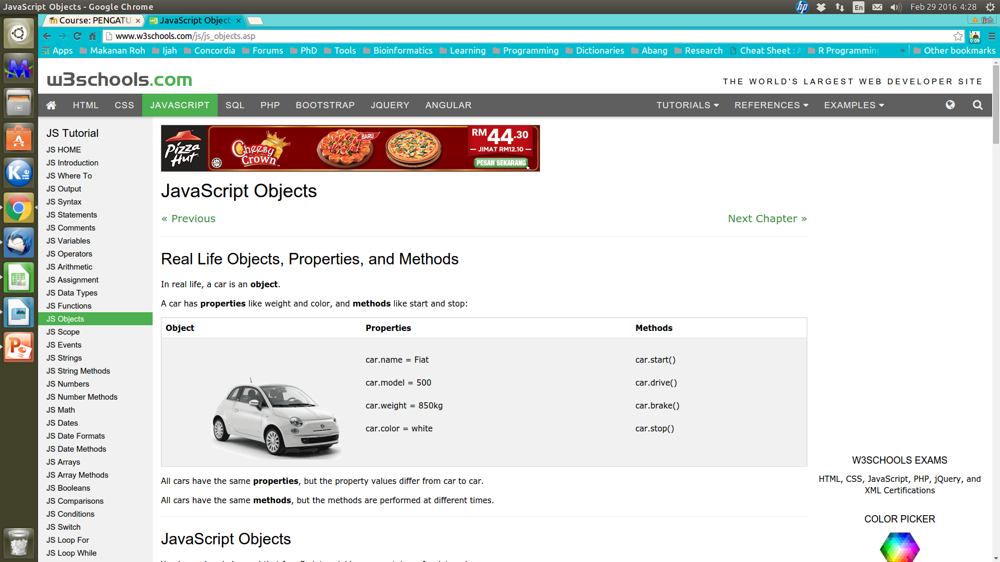 JavaScript Objects - Google Chrome
En
Feb 29 2016 4:28
Course: PENGATU
JavaScript Object
Ijah
www.w3schools.com/js/js_objects.asp
0:09
Apps Makanan Roh Ijah Concordia Forums PhD Tools Bioinformatics Learning Programming Dictionaries Abang Research Cheat Sheet : A R Programming » Other bookmarks
w3schools.com
THE WORLD'S LARGEST WEB DEVELOPER SITE
HTML CSS JAVASCRIPT SQL PHP BOOTSTRAP JQUERY ANGULAR TUTORIALS REFERENCES EXAMPLES
JS Tutorial
JS HOME
JS Introduction
JS Where To
JS Output
JS Syntax
JS Statements
JS Comments
JS Variables
JS Operators
JS Arithmetic
JS Assignment
JS Data Types
JS Functions
JS Objects
JS Scope
JS Events
JS Strings
JS String Methods
JS Numbers
JS Number Methods
JS Math
JS Dates
JS Date Formats
JS Date Methods
JS Arrays
JS Array Methods
JS Booleans
JS Comparisons
JS Conditions
JS Switch
JS Loop For
JS Loop While
Pizza
Hut
Cheesy
Crown
BARU
RM44.30
JIMAT RM12.10
PESAN SEKARANG
JavaScript Objects
« Previous
Next Chapter »
Real Life Objects, Properties, and Methods
In real life, a car is an object.
A car has properties like weight and color, and methods like start and stop:
Object Properties Methods
car.name = Fiat car.start()
car.model = 500 car.drive()
car.weight = 850kg car.brake()
car.color = white car.stop()
All cars have the same properties, but the property values differ from car to car.
All cars have the same methods, but the methods are performed at different times.
JavaScript Objects
W3SCHOOLS EXAMS
HTML, CSS, JavaScript, PHP, jQuery, and
XML Certifications
COLOR PICKER